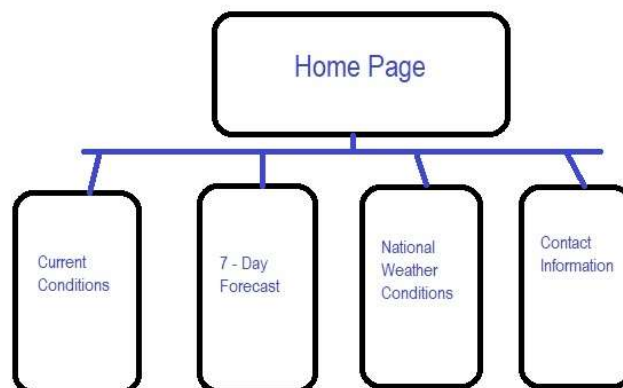 Home Page
Current
Conditions
7 - Day
Forecast
National
Weather
Conditions
Contact
Information